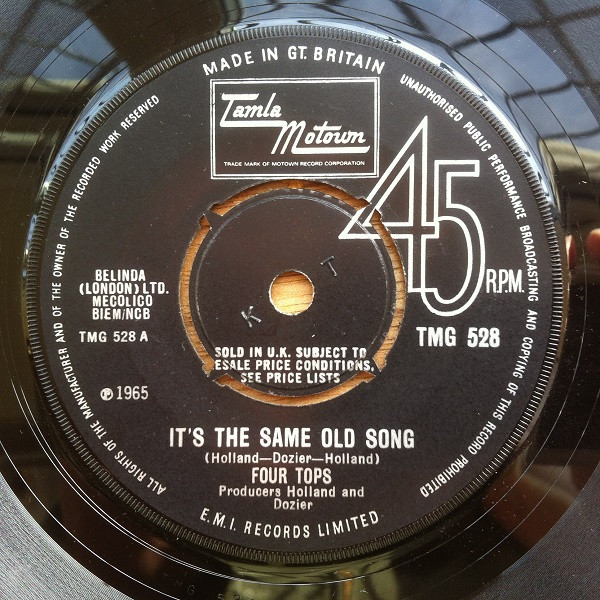 MADE IN GT. BRITAIN
UNAUTHORISED PUBLIC PERFORMANCE BROADCASTING AND COPYING OF THIS RECORD PROHIBITED
ALL RIGHTS OF THE MANUFACTURER AND OF THE OWNER OF THE RECORDED WORK RESERVED
Tamla
Motown
TRADE MARK OF MOTOWN RECORD CORPORATION
45
R.P.M.
BELINDA
(LONDON) LTD.
MECOLICO
BIEM/NCB
TMG 528 A
TMG 528
K T
SOLD IN U.K. SUBJECT TO
ESALE PRICE CONDITIONS,
SEE PRICE LISTS
℗ 1965
IT'S THE SAME OLD SONG
(Holland—Dozier—Holland)
FOUR TOPS
Producers Holland and
Dozier
E.M.I. RECORDS LIMITED